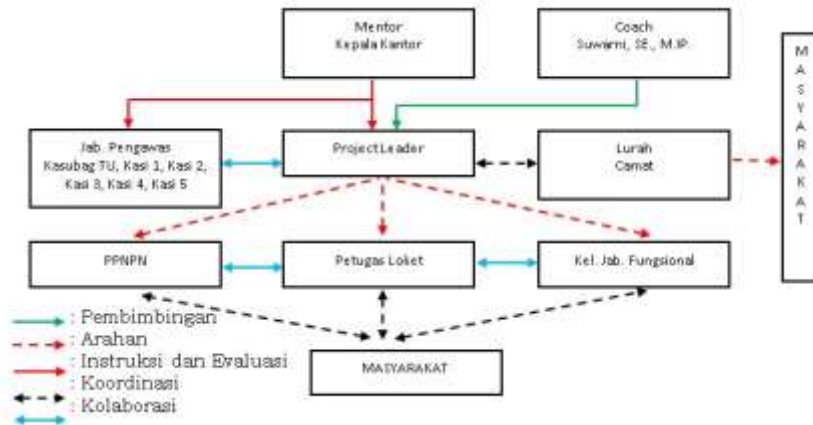 Mentor
Kepala Kantor
Coach
Suwarni, SE., M.IP.
MASYARAKAT
Jab. Pengawas
Kasubag TU, Kasi 1, Kasi 2,
Kasi 3, Kasi 4, Kasi 5
Project Leader
Lurah
Camat
PPNPN
Petugas Loket
Kel. Jab. Fungsional
: Pembimbingan
: Arahan
: Instruksi dan Evaluasi
: Koordinasi
: Kolaborasi
MASYARAKAT